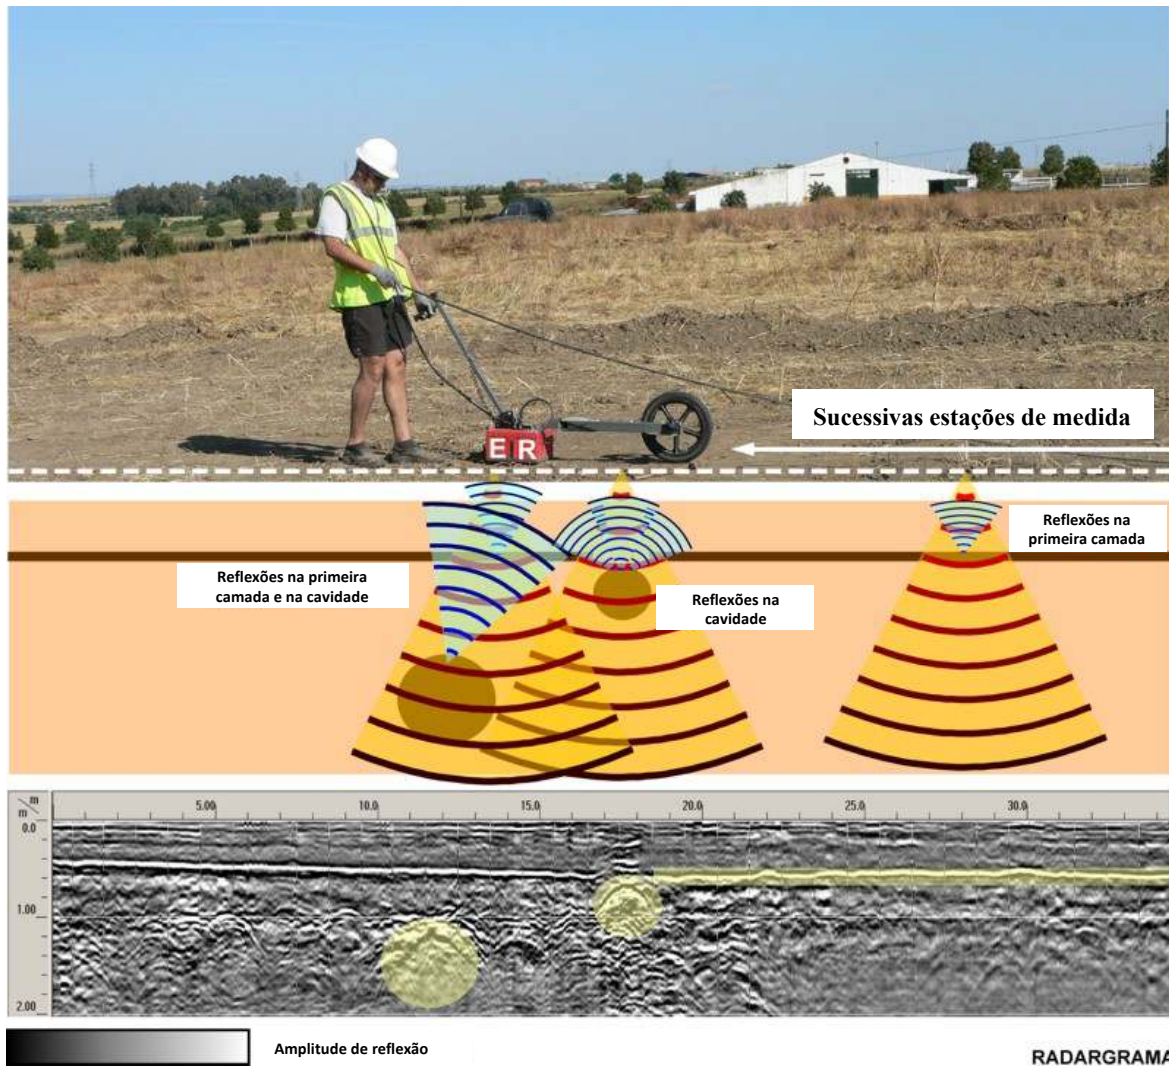 E R
Sucessivas estações de medida
Reflexões na
primeira camada
Reflexões na primeira
camada e na cavidade
Reflexões na
cavidade
m/m 5.00 10.0 15.0 20.0 25.0 30.0
0.0
1.00
2.00
Amplitude de reflexão
RADARGRAMA